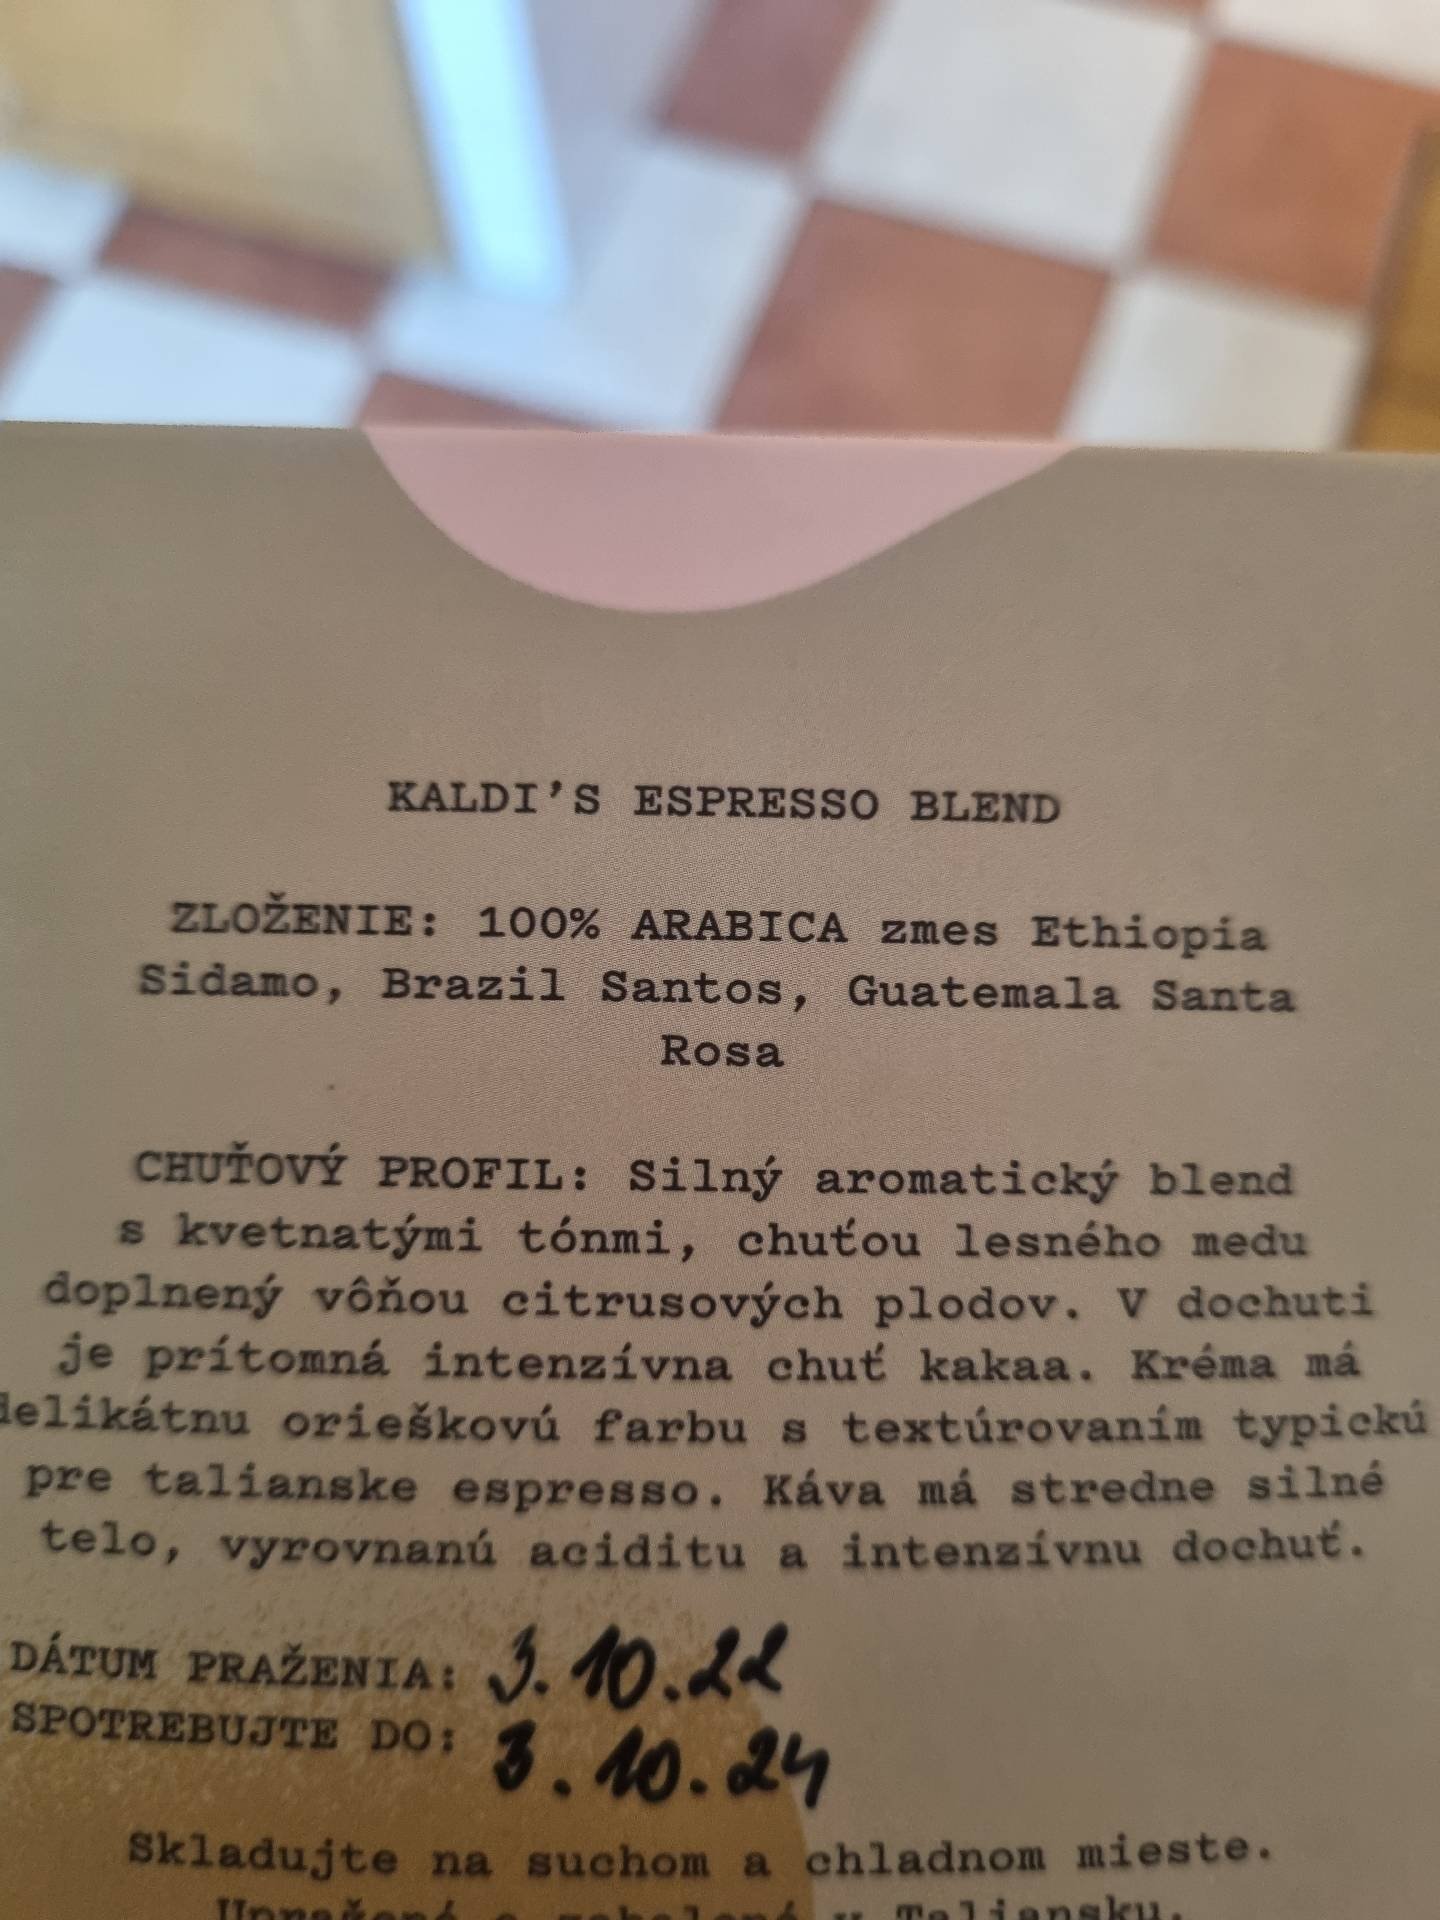 KALDI'S ESPRESSO BLEND
ZLOŽENIE: 100% ARABICA zmes Ethiopia
Sidamo, Brazil Santos, Guatemala Santa
Rosa
CHUŤOVÝ PROFIL: Silný aromatický blend
s kvetnatými tónmi, chuťou lesného medu
doplnený vôňou citrusových plodov. V dochuti
je prítomná intenzívna chuť kakaa. Kréma má
delikátnu orieškovú farbu s textúrovaním typickú
pre talianske espresso. Káva má stredne silné
telo, vyrovnanú aciditu a intenzívnu dochuť.
DÁTUM PRAŽENIA: 3.10.22
SPOTREBUJTE DO: 3.10.24
Skladujte na suchom a chladnom mieste.
v Taliansku.